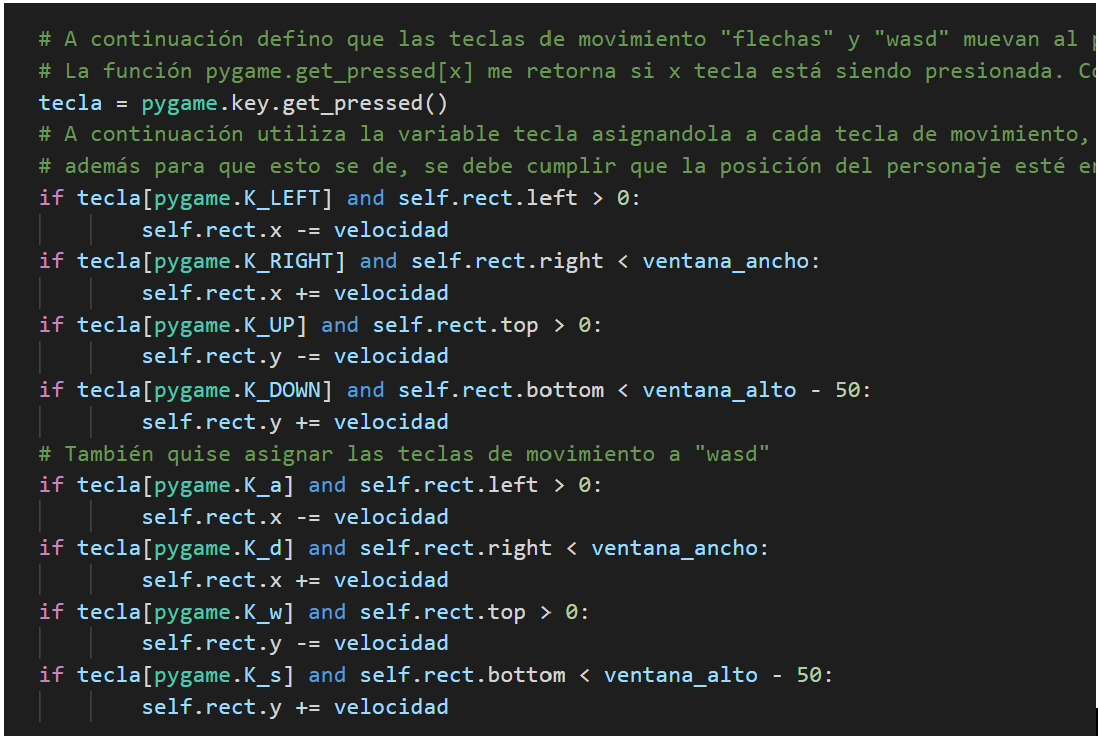 # A continuación defino que las teclas de movimiento "flechas" y "wasd" muevan al
# La función pygame.get_pressed[x] me retorna si x tecla está siendo presionada.
tecla = pygame.key.get_pressed()
# A continuación utiliza la variable tecla asignandola a cada tecla de movimiento,
# además para que esto se de, se debe cumplir que la posición del personaje esté
if tecla[pygame.K_LEFT] and self.rect.left > 0:
self.rect.x -= velocidad
if tecla[pygame.K_RIGHT] and self.rect.right < ventana_ancho:
self.rect.x += velocidad
if tecla[pygame.K_UP] and self.rect.top > 0:
self.rect.y -= velocidad
if tecla[pygame.K_DOWN] and self.rect.bottom < ventana_alto - 50:
self.rect.y += velocidad
# También quise asignar las teclas de movimiento a "wasd"
if tecla[pygame.K_a] and self.rect.left > 0:
self.rect.x -= velocidad
if tecla[pygame.K_d] and self.rect.right < ventana_ancho:
self.rect.x += velocidad
if tecla[pygame.K_w] and self.rect.top > 0:
self.rect.y -= velocidad
if tecla[pygame.K_s] and self.rect.bottom < ventana_alto - 50:
self.rect.y += velocidad